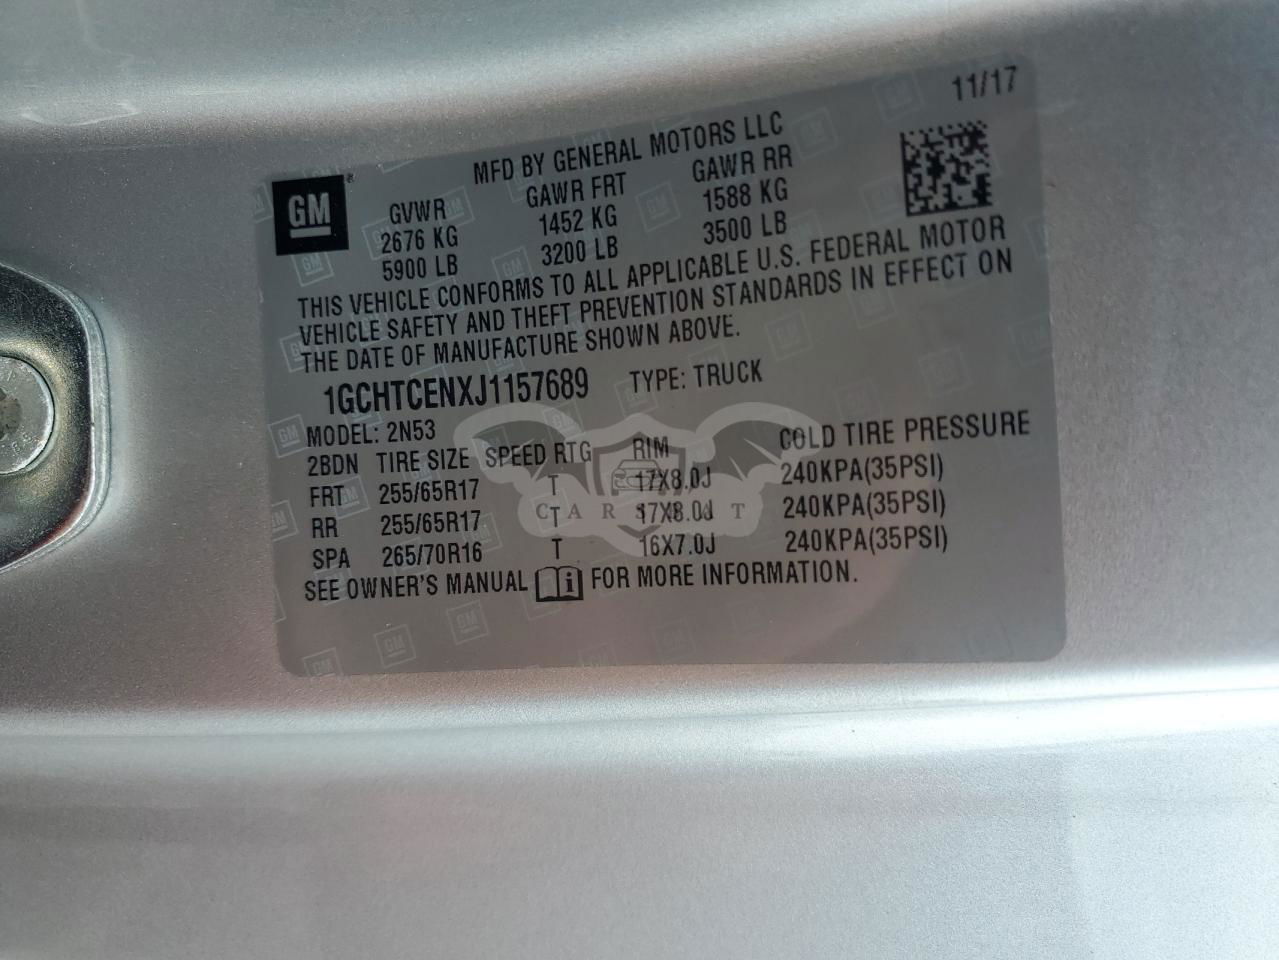 11/17
MFD BY GENERAL MOTORS LLC
GM
GVWR GAWR FRT GAWR RR
2676 KG 1452 KG 1588 KG
5900 LB 3200 LB 3500 LB
THIS VEHICLE CONFORMS TO ALL APPLICABLE U.S. FEDERAL MOTOR
VEHICLE SAFETY AND THEFT PREVENTION STANDARDS IN EFFECT ON
THE DATE OF MANUFACTURE SHOWN ABOVE.
1GCHTCENXJ1157689 TYPE: TRUCK
MODEL: 2N53
2BDN TIRE SIZE SPEED RTG RIM COLD TIRE PRESSURE
FRT 255/65R17 T 17X8.0J 240KPA(35PSI)
RR 255/65R17 T 17X8.0J 240KPA(35PSI)
SPA 265/70R16 T 16X7.0J 240KPA(35PSI)
SEE OWNER'S MANUAL FOR MORE INFORMATION.